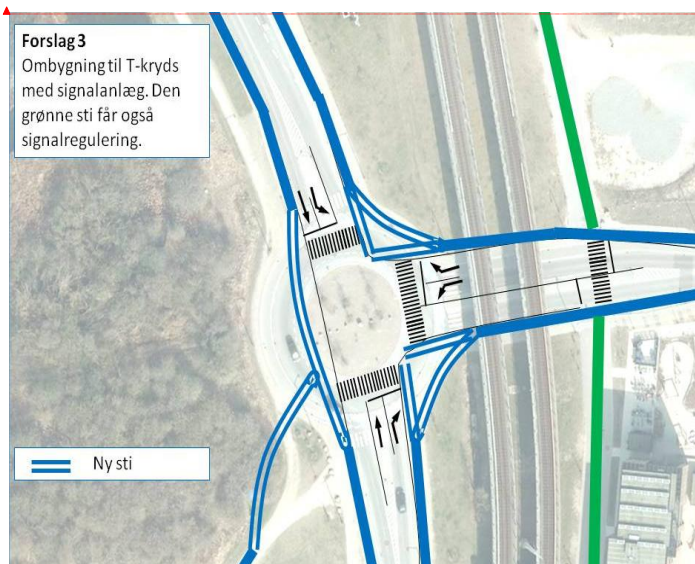 Forslag 3
Ombygning til T-kryds
med signalanlæg. Den
grønne sti får også
signalregulering.
Ny sti